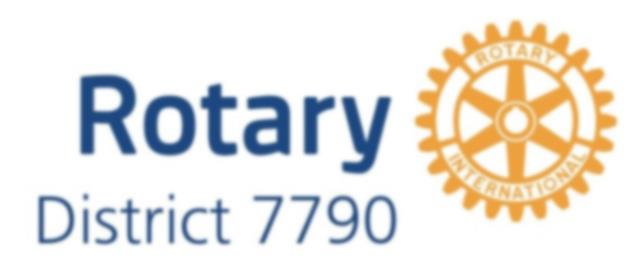 Rotary
District 7790
ROTARY
INTERNATIONAL